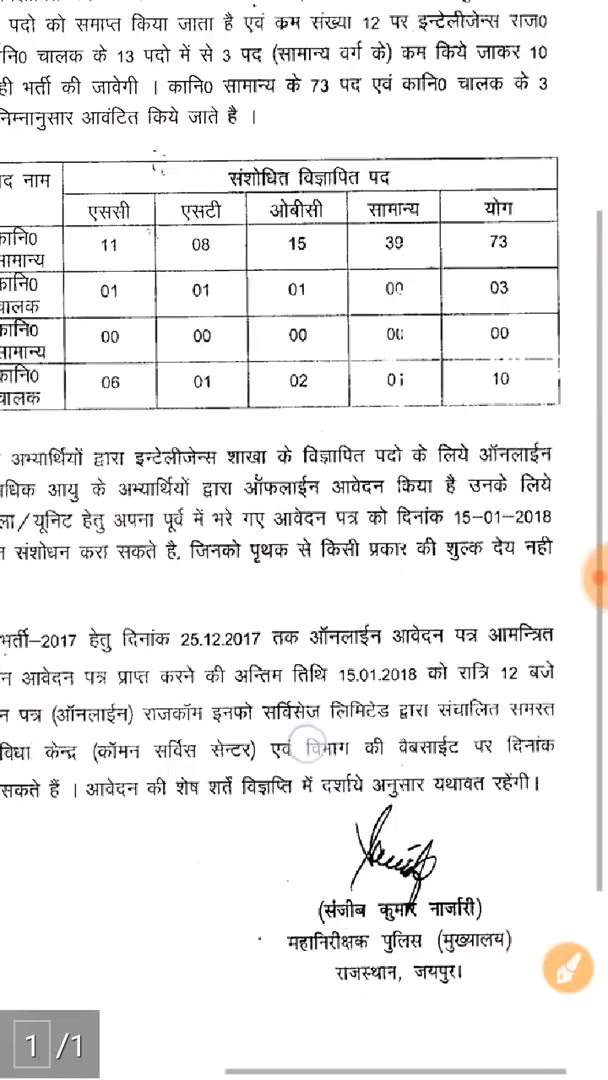 पदो को समाप्त किया जाता है एवं क्रम संख्या 12 पर इन्टेलीजेन्स राज0
नि0 चालक के 13 पदो में से 3 पद (सामान्य वर्ग के) कम किये जाकर 10
ही भर्ती की जावेगी । कानि0 सामान्य के 73 पद एवं कानि0 चालक के 3
निम्नानुसार आवंटित किये जाते है ।
द नाम संशोधित विज्ञापित पद
एससी एसटी ओबीसी सामान्य योग
कानि0 सामान्य 11 08 15 39 73
कानि0 चालक 01 01 01 00 03
कानि0 सामान्य 00 00 00 00 00
कानि0 चालक 06 01 02 01 10
अभ्यार्थियों द्वारा इन्टेलीजेन्स शाखा के विज्ञापित पदो के लिये ऑनलाईन
धिक आयु के अभ्यार्थियों द्वारा ऑफलाईन आवेदन किया है उनके लिये
ला/यूनिट हेतु अपना पूर्व में भरे गए आवेदन पत्र को दिनांक 15-01-2018
संशोधन करा सकते है, जिनको पृथक से किसी प्रकार की शुल्क देय नही
भर्ती-2017 हेतु दिनांक 25.12.2017 तक ऑनलाईन आवेदन पत्र आमन्त्रित
न आवेदन पत्र प्राप्त करने की अन्तिम तिथि 15.01.2018 को रात्रि 12 बजे
न पत्र (ऑनलाईन) राजकॉम इनफो सर्विसेज लिमिटेड द्वारा संचालित समस्त
विधा केन्द्र (कॉमन सर्विस सेन्टर) एवं विभाग की वैबसाईट पर दिनांक
सकते हैं । आवेदन की शेष शर्ते विज्ञप्ति में दर्शाये अनुसार यथावत रहेंगी।
(संजीब कुमार नार्जारी)
महानिरीक्षक पुलिस (मुख्यालय)
राजस्थान, जयपुर।
1 /1